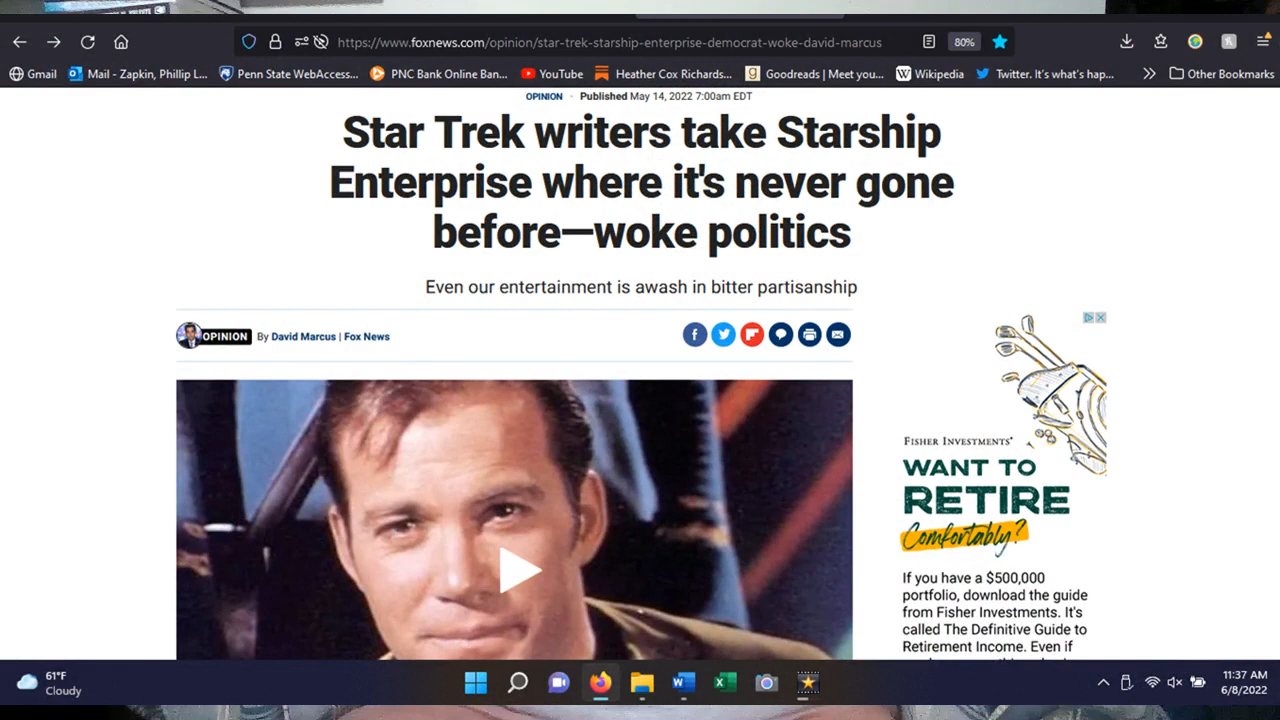 https://www.foxnews.com/opinion/star-trek-starship-enterprise-democrat-woke-david-marcus
80%
Gmail
Mail - Zapkin, Phillip L...
Penn State WebAccess...
PNC Bank Online Ban...
YouTube
Heather Cox Richards...
Goodreads | Meet you...
Wikipedia
Twitter. It's what's hap...
Other Bookmarks
OPINION · Published May 14, 2022 7:00am EDT
Star Trek writers take Starship
Enterprise where it's never gone
before—woke politics
Even our entertainment is awash in bitter partisanship
OPINION By David Marcus | Fox News
FISHER INVESTMENTS®
WANT TO
RETIRE
Comfortably?
If you have a $500,000
portfolio, download the guide
from Fisher Investments. It's
called The Definitive Guide to
Retirement Income. Even if
61°F
Cloudy
11:37 AM
6/8/2022